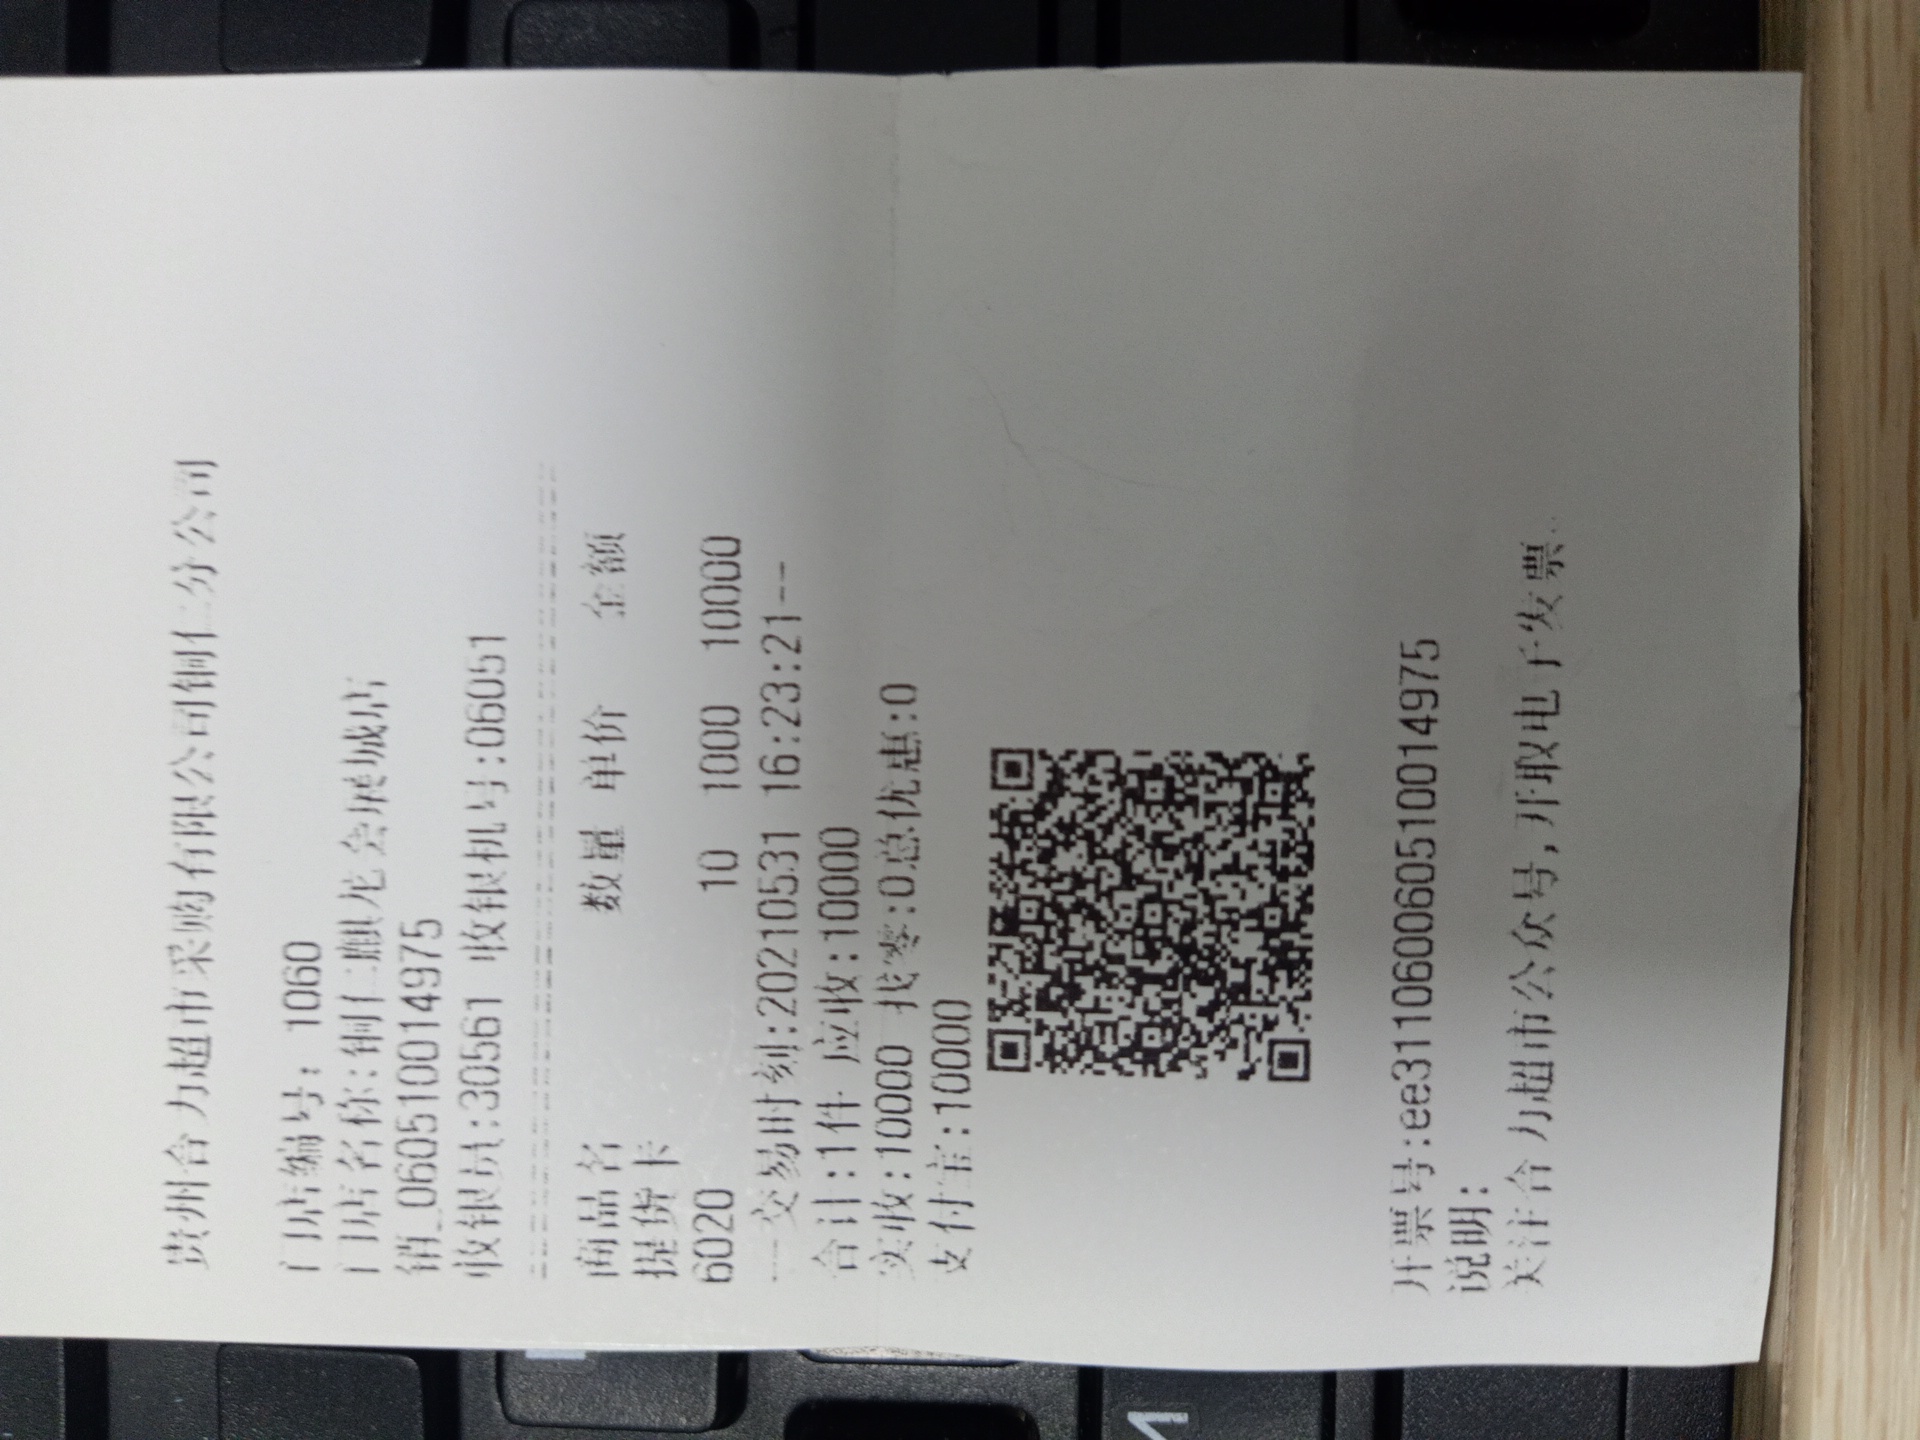 贵州合力超市采购有限公司铜仁分公司
门店编号: 1060
门店名称:铜仁麒龙会展城店
销_060510014975
收银员:30561 收银机号:06051
商品名 数量 单价 金额
提货卡
6020 10 1000 10000
---交易时刻:20210531 16:23:21--
合计:1件 应收:10000
实收:10000 找零:0总优惠:0
支付宝:10000
开票号:ee311060060510014975
说明:
关注合力超市公众号,开取电子发票.